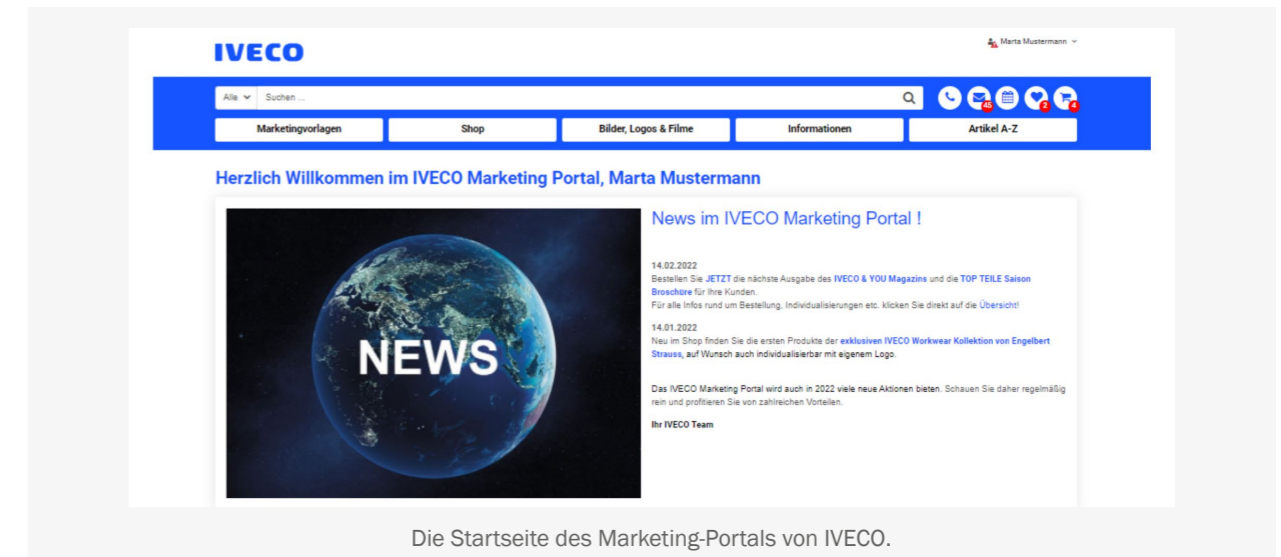 IVECO
Marta Mustermann
Alle Suchen ...
45 2 4
Marketingvorlagen Shop Bilder, Logos & Filme Informationen Artikel A-Z
Herzlich Willkommen im IVECO Marketing Portal, Marta Mustermann
NEWS
News im IVECO Marketing Portal !
14.02.2022
Bestellen Sie JETZT die nächste Ausgabe des IVECO & YOU Magazins und die TOP TEILE Saison
Broschüre für Ihre Kunden.
Für alle Infos rund um Bestellung, Individualisierungen etc. klicken Sie direkt auf die Übersicht!
14.01.2022
Neu im Shop finden Sie die ersten Produkte der exklusiven IVECO Workwear Kollektion von Engelbert
Strauss, auf Wunsch auch individualisierbar mit eigenem Logo.
Das IVECO Marketing Portal wird auch in 2022 viele neue Aktionen bieten. Schauen Sie daher regelmäßig
rein und profitieren Sie von zahlreichen Vorteilen.
Ihr IVECO Team
Die Startseite des Marketing-Portals von IVECO.